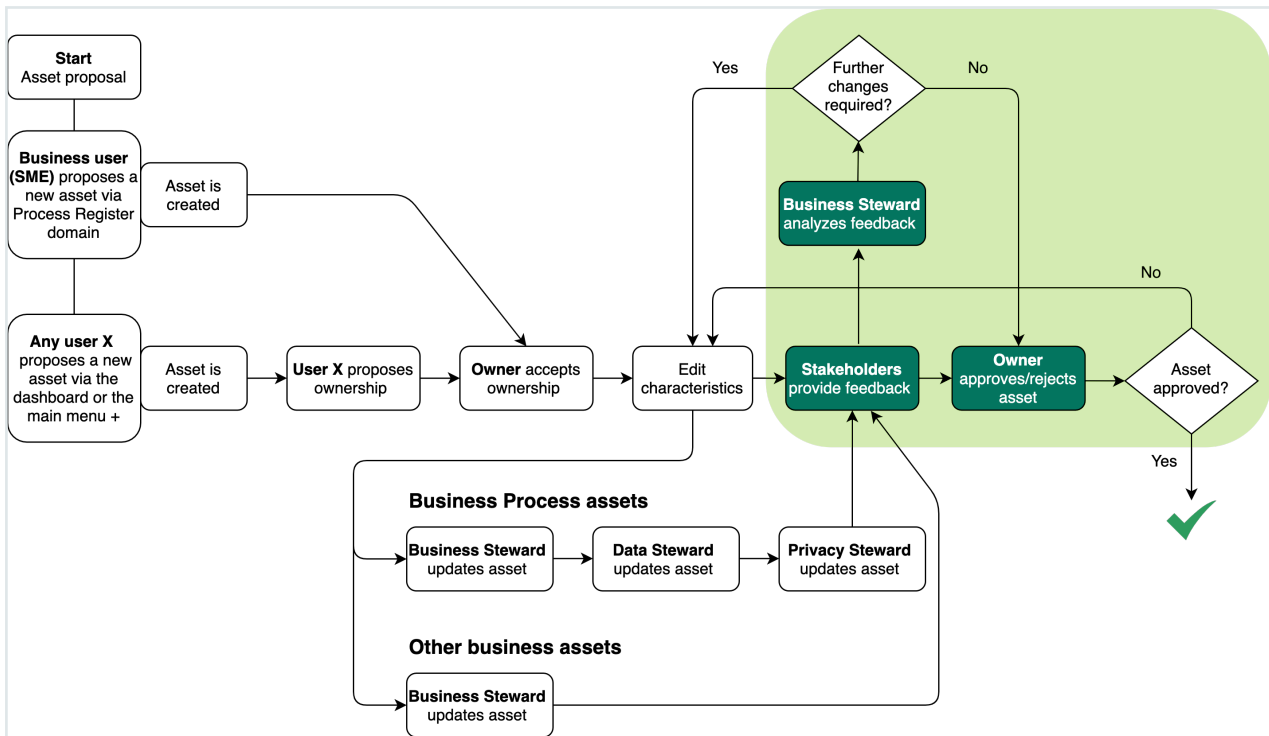 Start
Asset proposal
Business user
(SME) proposes a
new asset via
Process Register
domain
Asset is
created
Any user X
proposes a new
asset via the
dashboard or the
main menu +
Asset is
created
User X proposes
ownership
Owner accepts
ownership
Edit
characteristics
Stakeholders
provide feedback
Business Steward
analyzes feedback
Further
changes
required?
Yes
No
Owner
approves/rejects
asset
Asset
approved?
No
Yes
Business Process assets
Business Steward
updates asset
Data Steward
updates asset
Privacy Steward
updates asset
Other business assets
Business Steward
updates asset